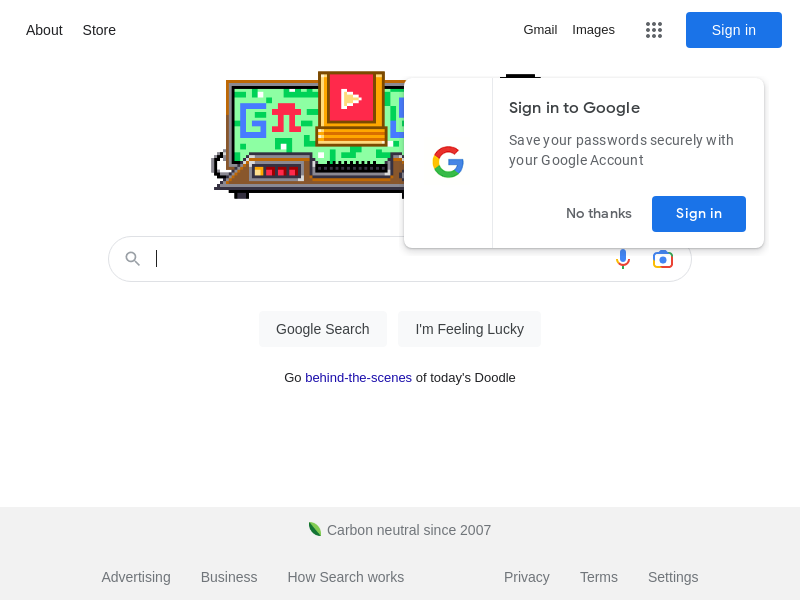 About Store Gmail Images Sign in
Sign in to Google
Save your passwords securely with
your Google Account
No thanks Sign in
Google Search I'm Feeling Lucky
Go behind-the-scenes of today's Doodle
Carbon neutral since 2007
Advertising Business How Search works Privacy Terms Settings